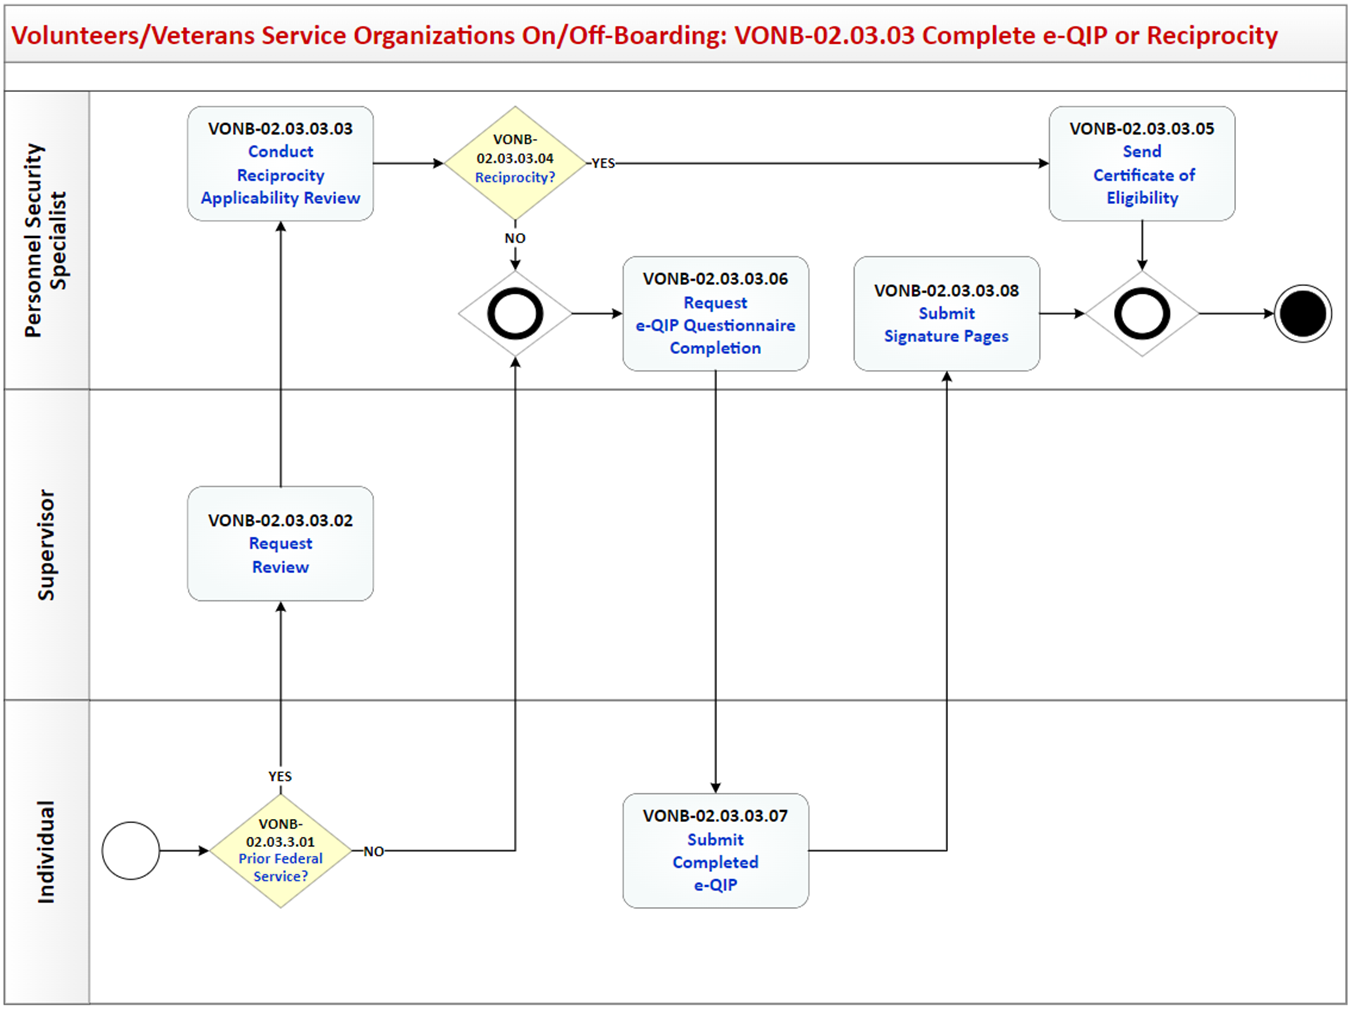 Volunteers/Veterans Service Organizations On/Off-Boarding: VONB-02.03.03 Complete e-QIP or Reciprocity
Personnel Security
Specialist
VONB-02.03.03.03
Conduct
Reciprocity
Applicability Review
VONB-
02.03.03.04
Reciprocity?
YES
NO
VONB-02.03.03.05
Send
Certificate of
Eligibility
VONB-02.03.03.06
Request
e-QIP Questionnaire
Completion
VONB-02.03.03.08
Submit
Signature Pages
Supervisor
VONB-02.03.03.02
Request
Review
Individual
YES
VONB-
02.03.3.01
Prior Federal
Service?
NO
VONB-02.03.03.07
Submit
Completed
e-QIP